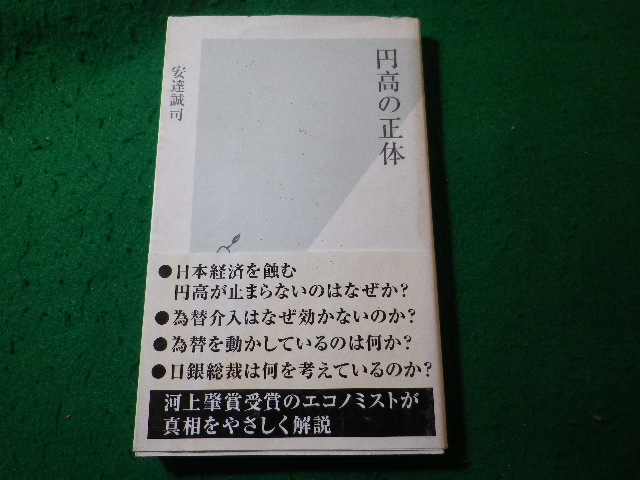 円高の正体
安達誠司
●日本経済を蝕む
円高が止まらないのはなぜか?
●為替介入はなぜ効かないのか?
●為替を動かしているのは何か?
●日銀総裁は何を考えているのか?
河上肇賞受賞のエコノミストが
真相をやさしく解説